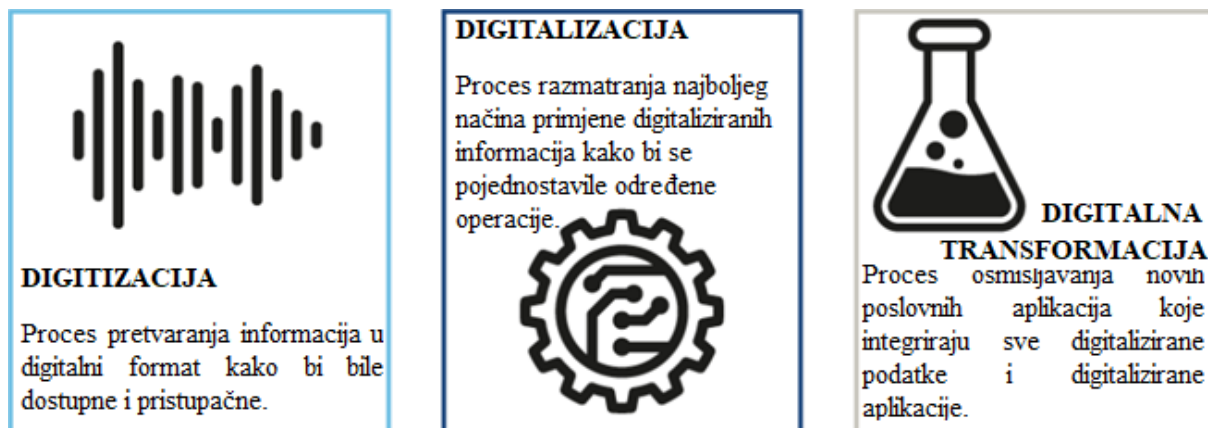 DIGITIZACIJA
Proces pretvaranja informacija u
digitalni format kako bi bile
dostupne i pristupačne.
DIGITALIZACIJA
Proces razmatranja najboljeg
načina primjene digitaliziranih
informacija kako bi se
pojednostavile određene
operacije.
DIGITALNA
TRANSFORMACIJA
Proces osmišljavanja novih
poslovnih aplikacija koje
integriraju sve digitalizirane
podatke i digitalizirane
aplikacije.